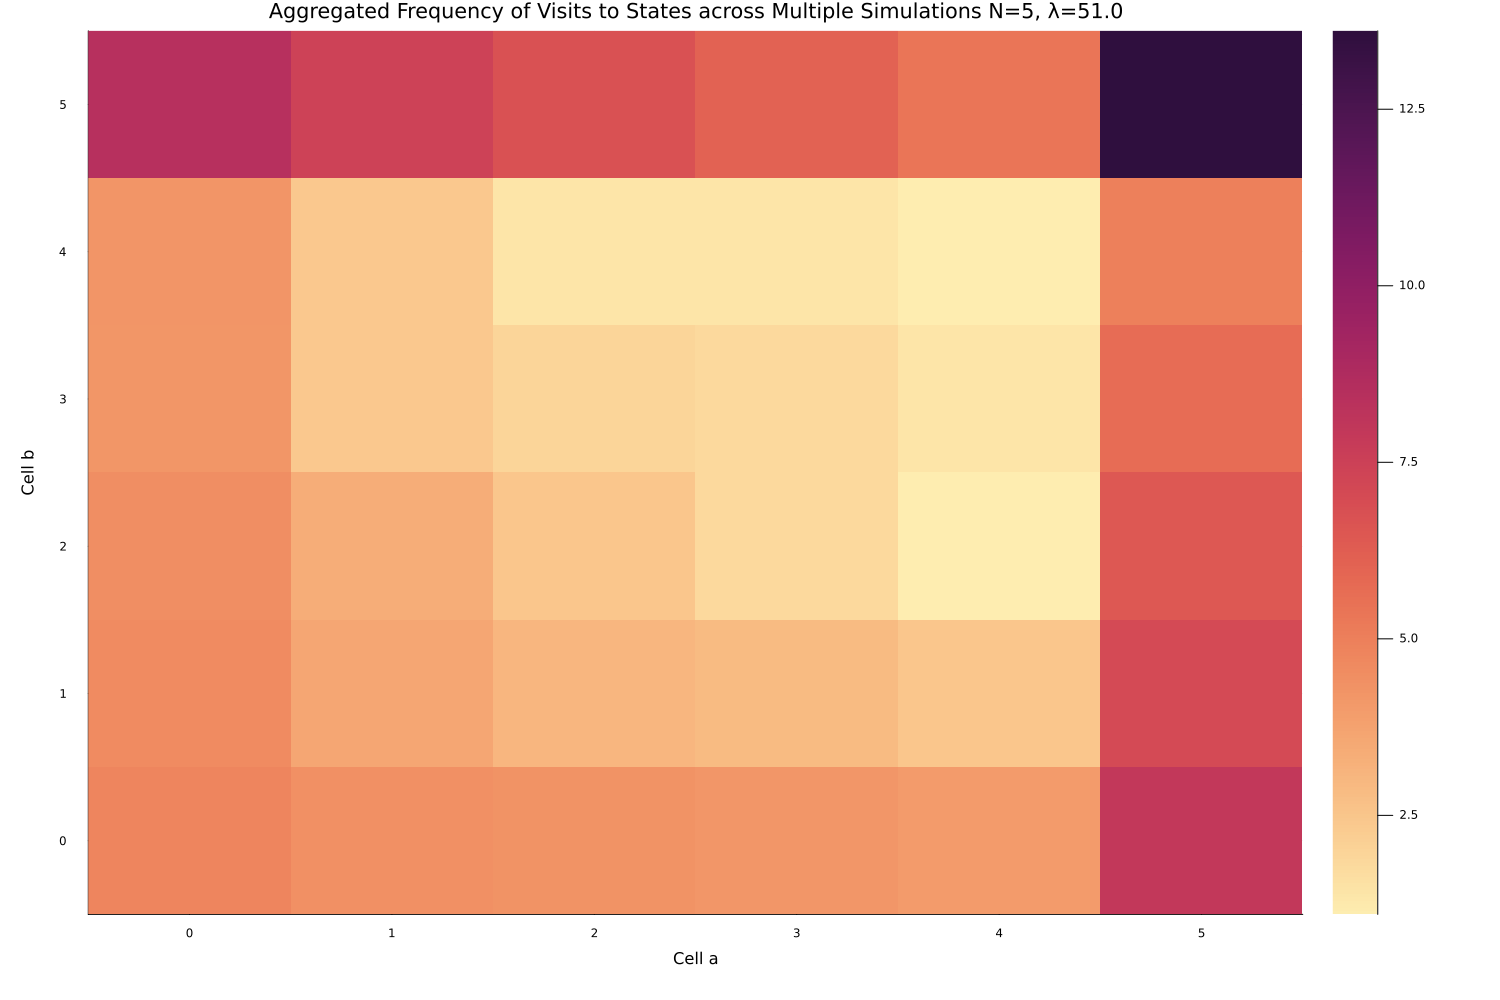 Aggregated Frequency of Visits to States across Multiple Simulations N=5, λ=51.0
5
4
3
2
1
0
Cell b
0 1 2 3 4 5
Cell a
12.5
10.0
7.5
5.0
2.5